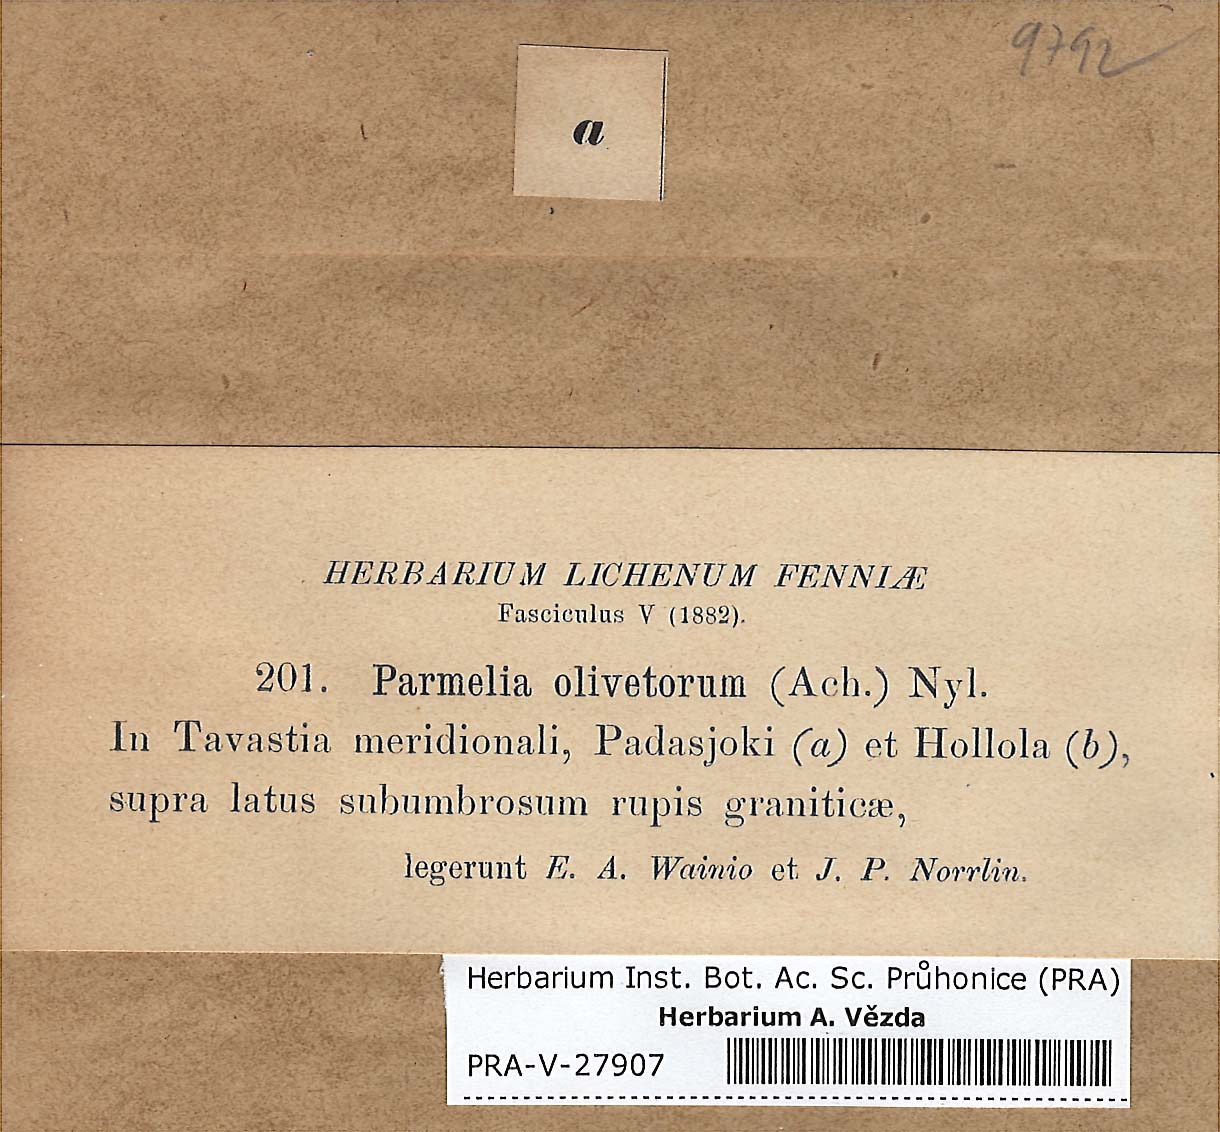 9792
a
HERBARIUM LICHENUM FENNIÆ
Fasciculus V (1882).
201. Parmelia olivetorum (Ach.) Nyl.
In Tavastia meridionali, Padasjoki (a) et Hollola (b),
supra latus subumbrosum rupis graniticæ,
legerunt E. A. Wainio et J. P. Norrlin.
Herbarium Inst. Bot. Ac. Sc. Průhonice (PRA)
Herbarium A. Vězda
PRA-V-27907